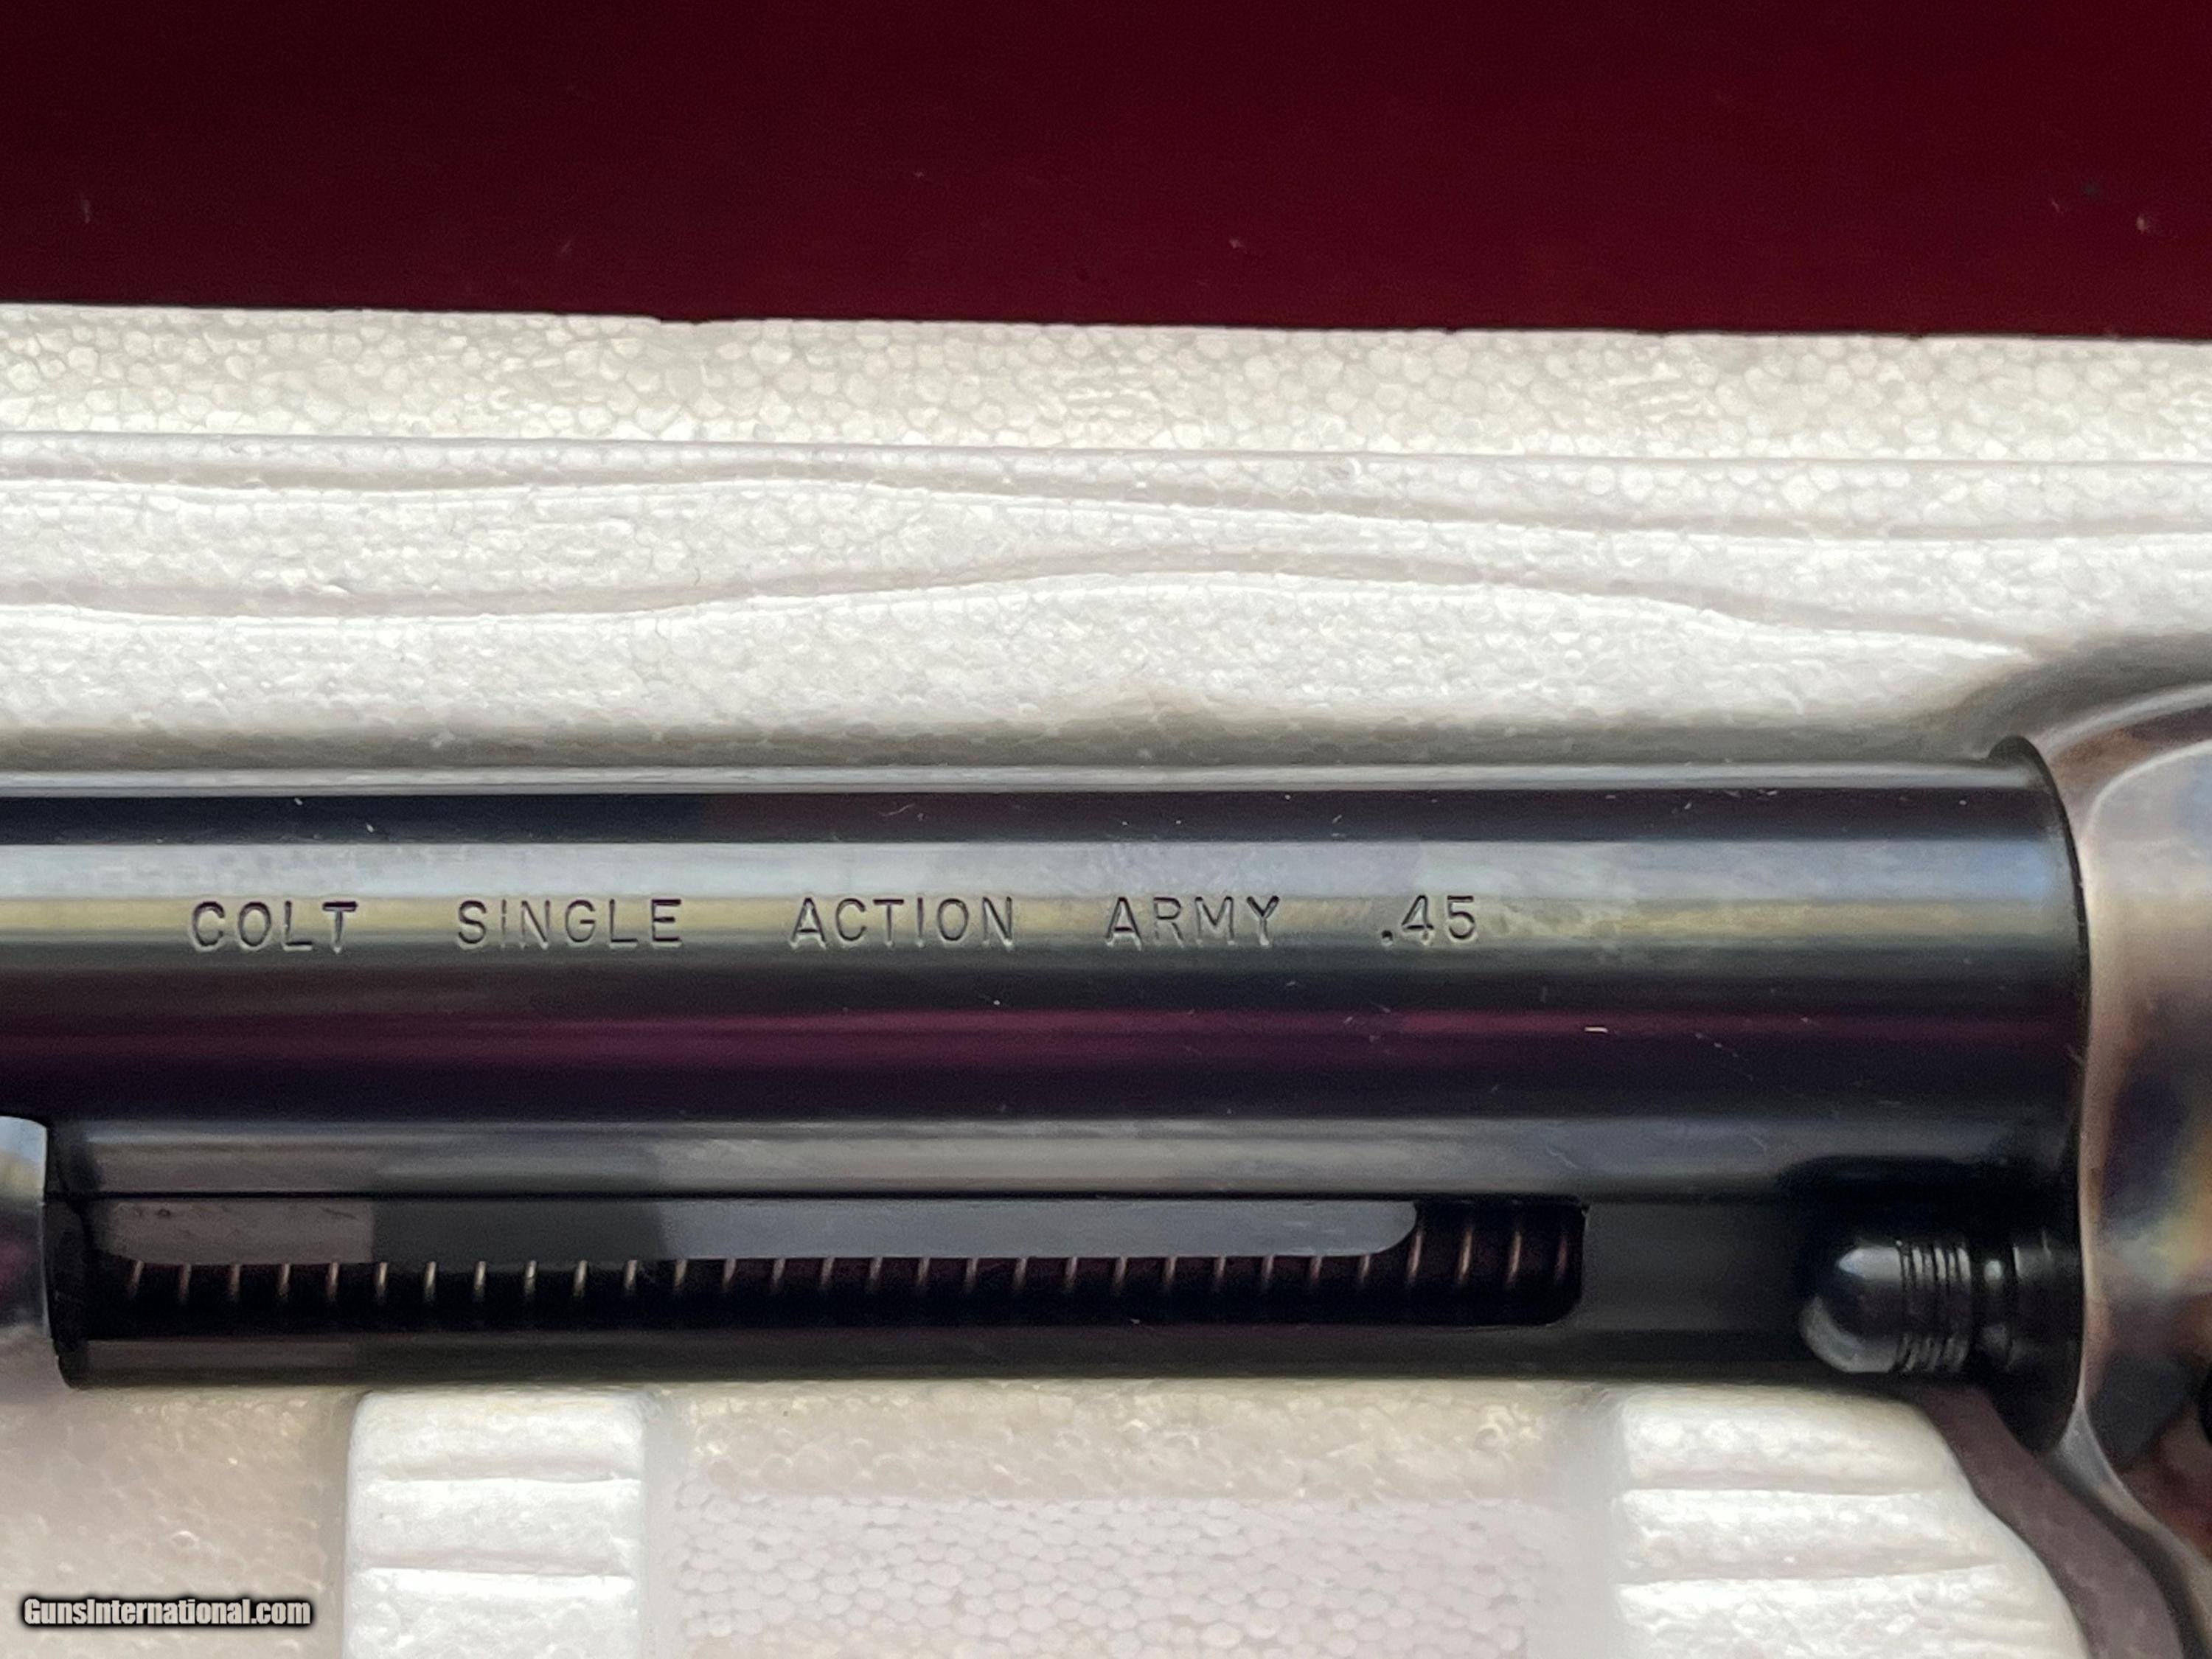 COLT SINGLE ACTION ARMY .45
GunsInternational.com